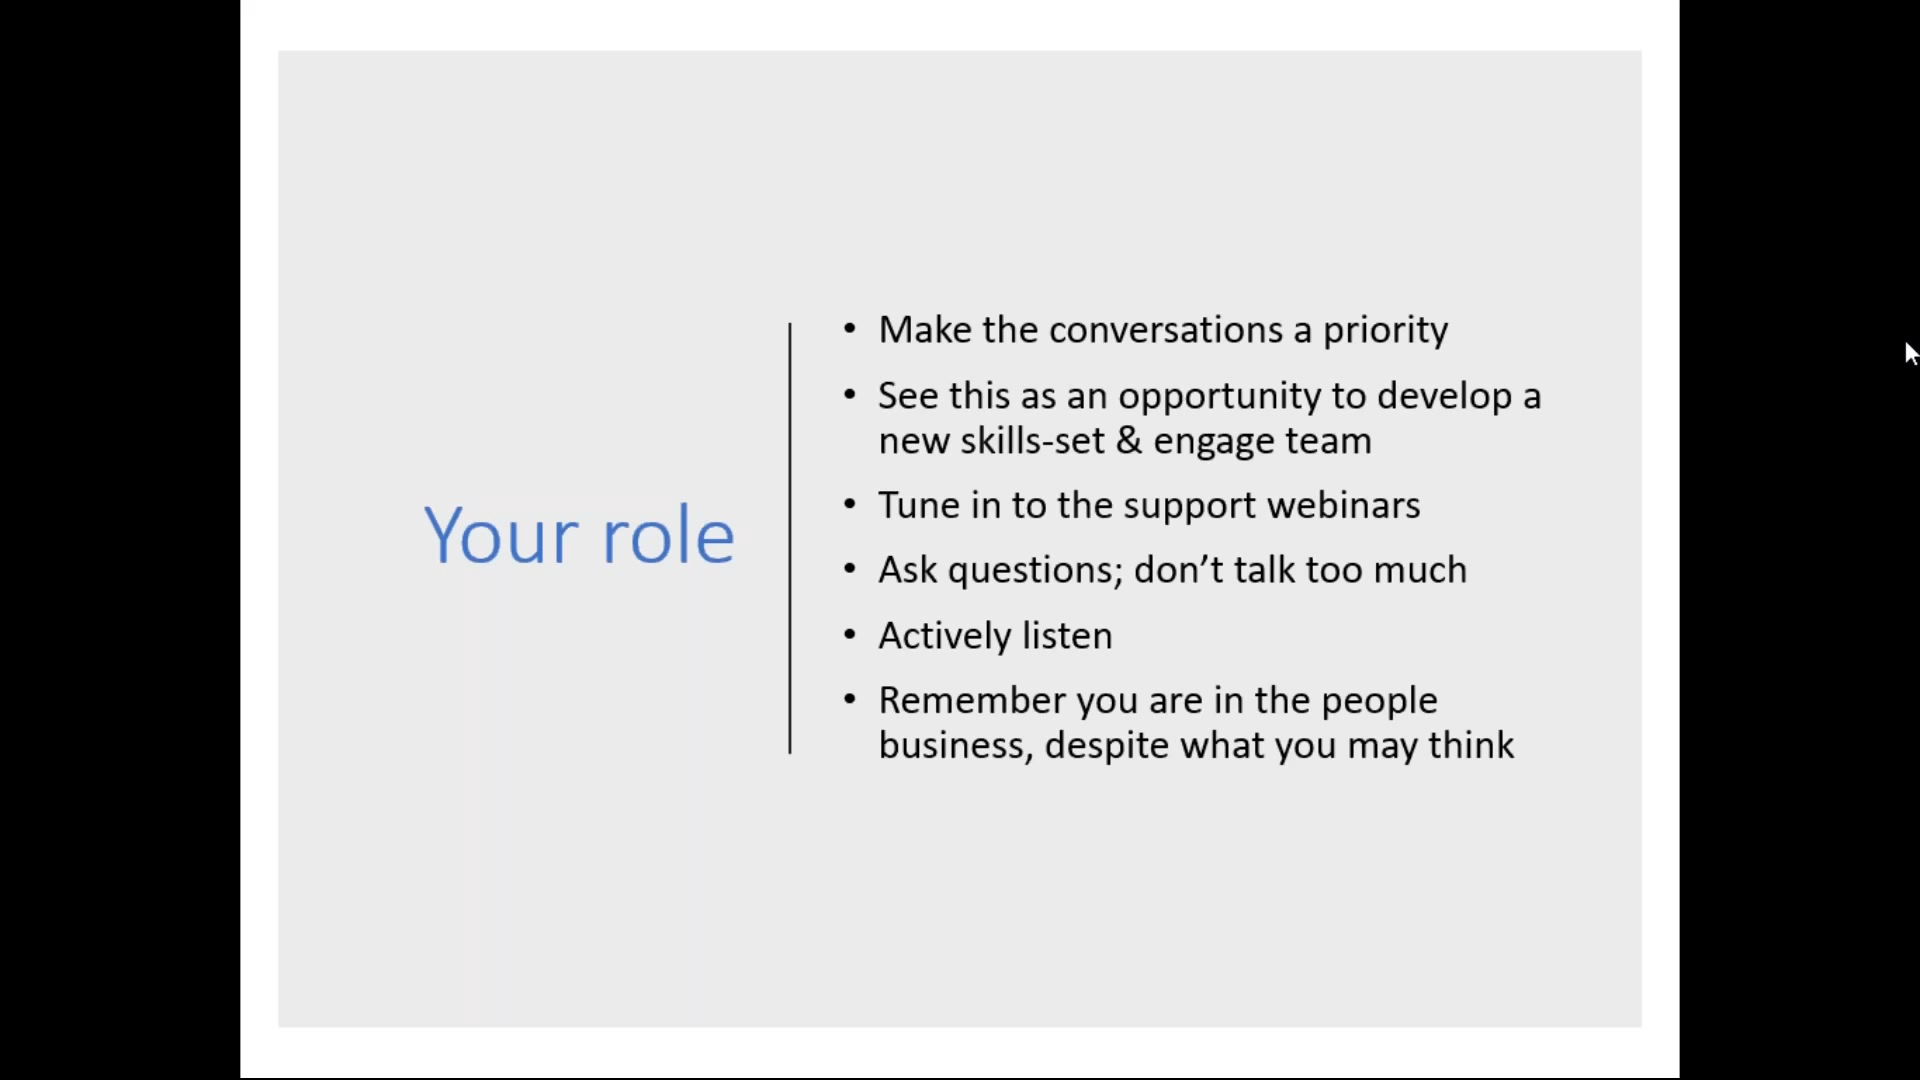 Your role
• Make the conversations a priority
• See this as an opportunity to develop a
new skills-set & engage team
• Tune in to the support webinars
• Ask questions; don’t talk too much
• Actively listen
• Remember you are in the people
business, despite what you may think